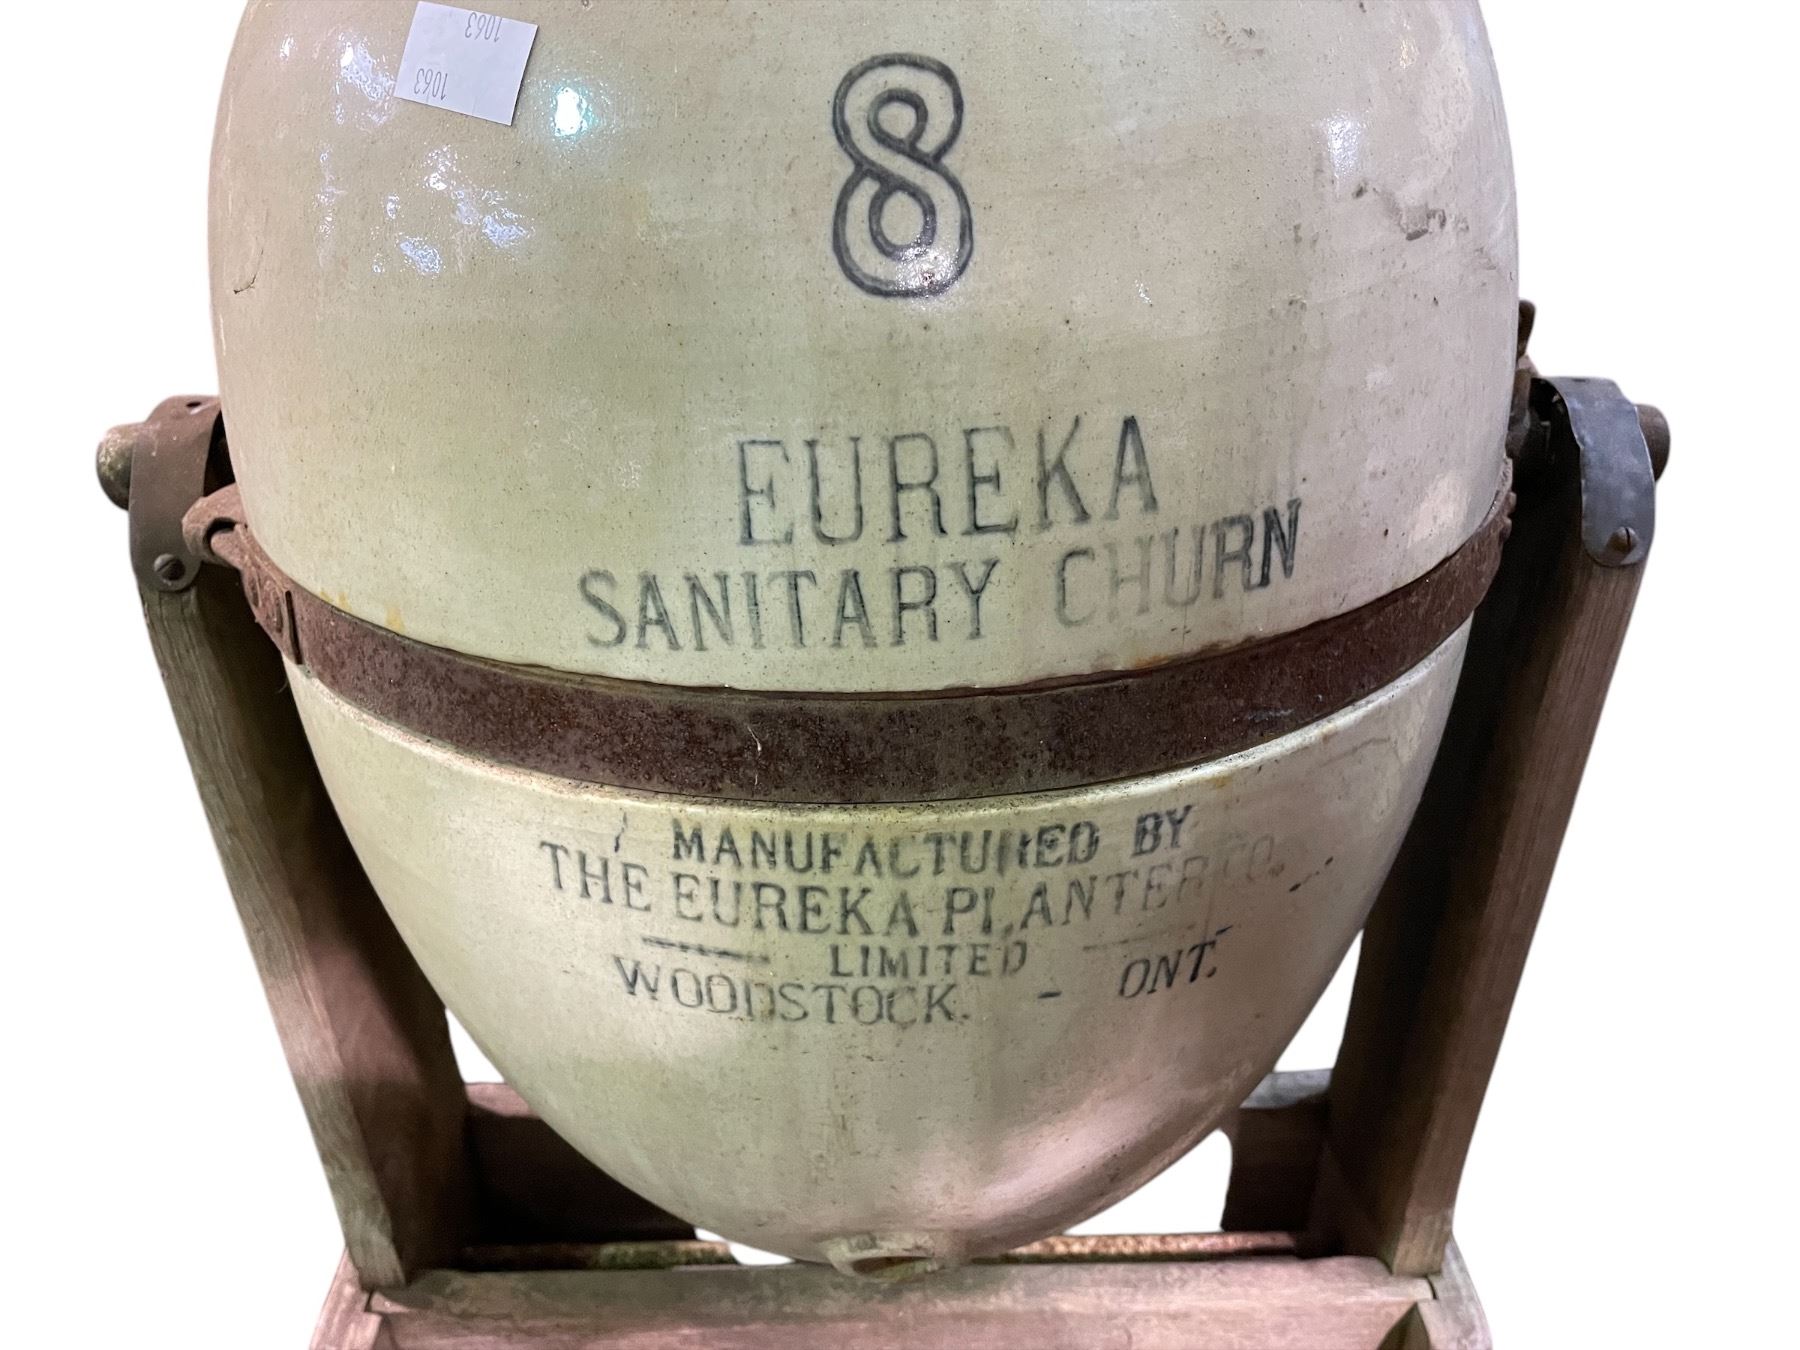 1063
1063
8
EUREKA
SANITARY CHURN
MANUFACTURED BY
THE EUREKA PLANTER CO.
LIMITED
WOODSTOCK. - ONT.